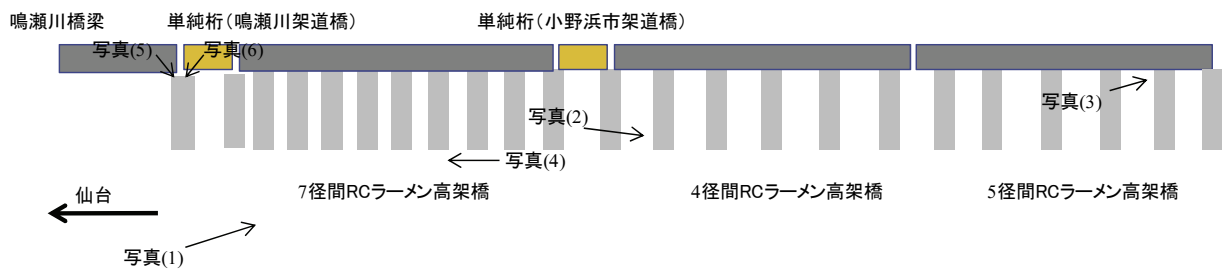 鳴瀬川橋梁 単純桁(鳴瀬川架道橋) 単純桁(小野浜市架道橋)
写真(5) 写真(6)
写真(3)
写真(2)
写真(4)
仙台 7径間RCラーメン高架橋 4径間RCラーメン高架橋 5径間RCラーメン高架橋
写真(1)